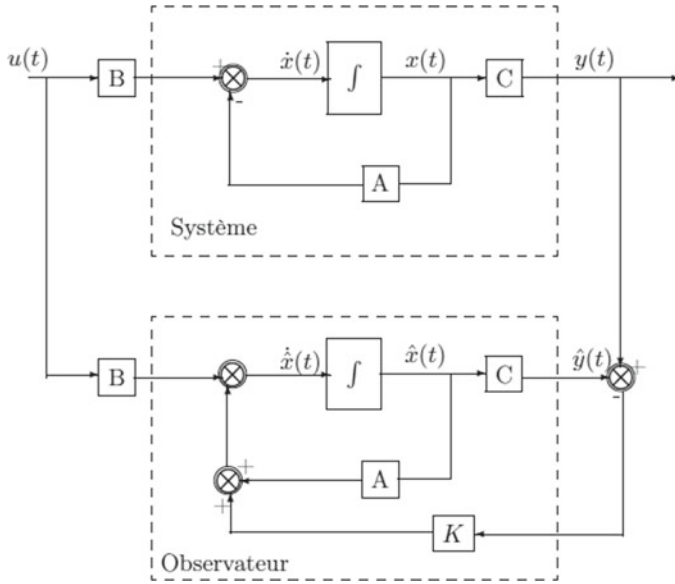 u(t) B + - ẋ(t) ∫ x(t) C y(t)
A
Système
B ẋ̂(t) ∫ x̂(t) C ŷ(t) + -
+ + A
K
Observateur